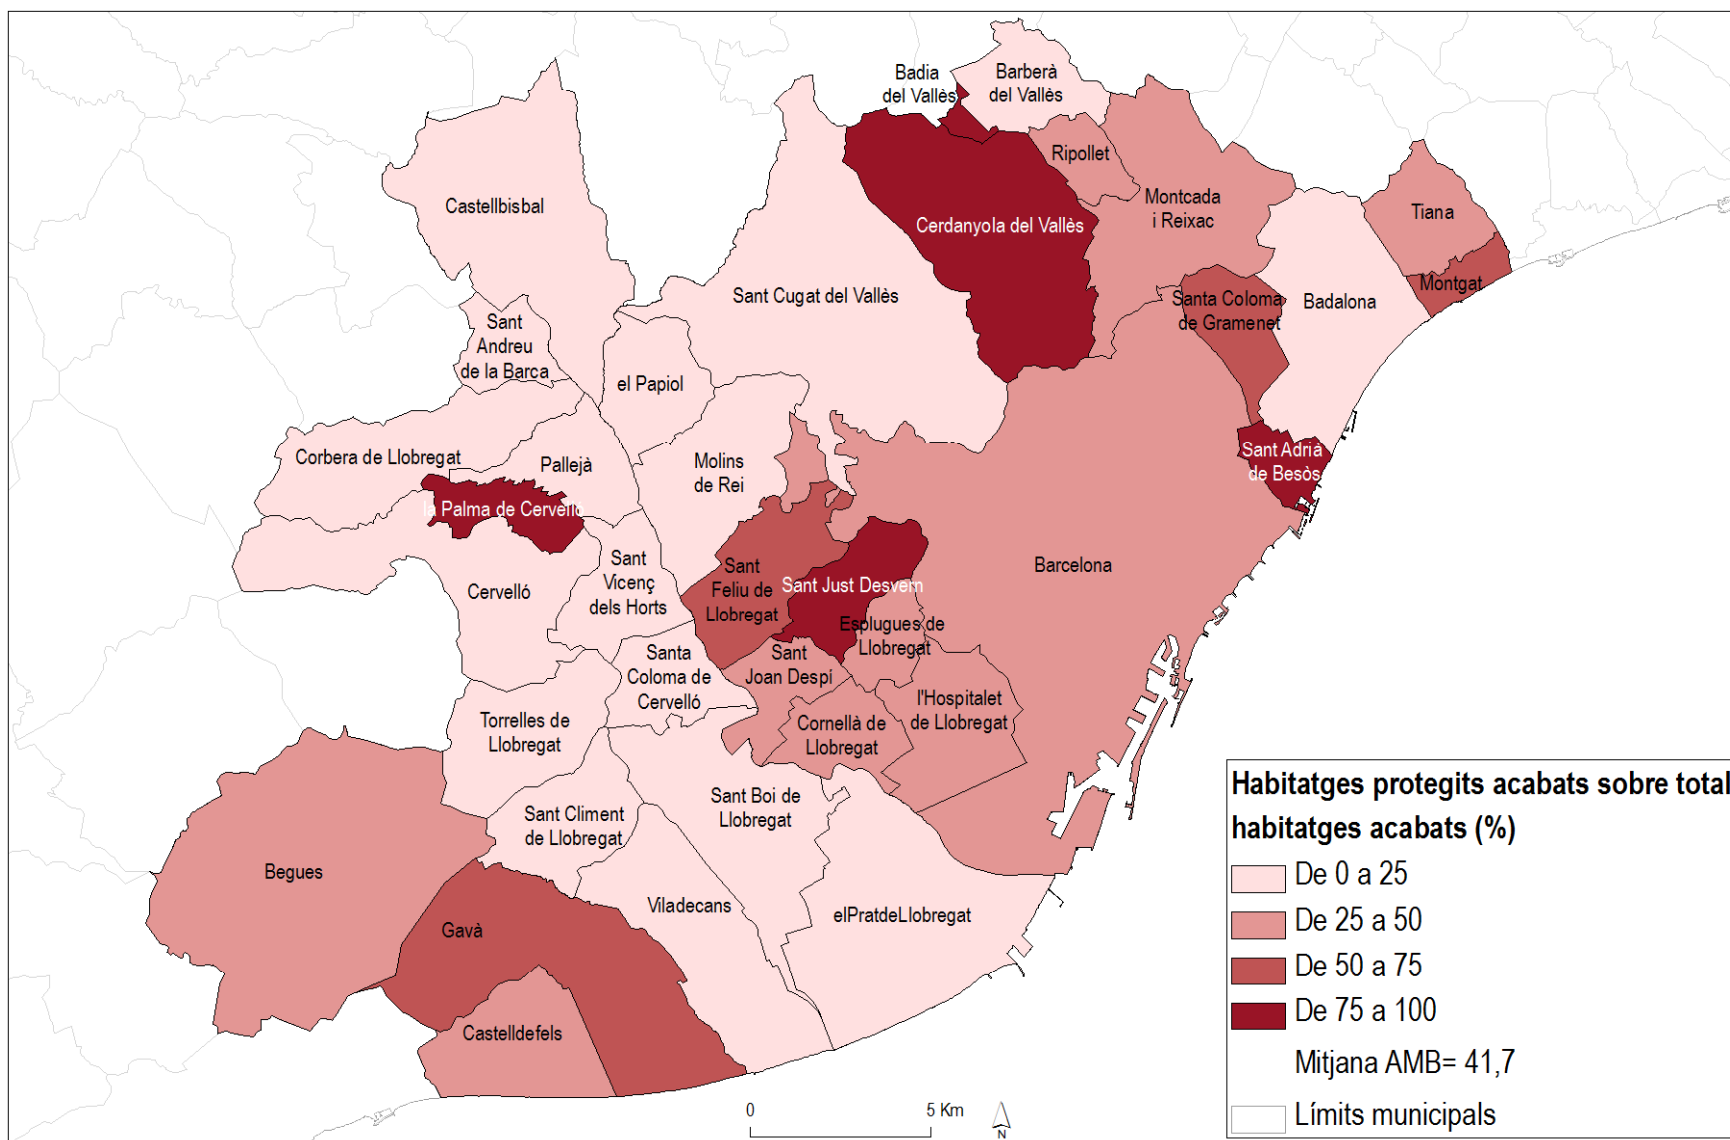 Badia
del Vallès
Barberà
del Vallès
Ripollet
Castellbisbal
Cerdanyola del Vallès
Montcada
i Reixac
Tiana
Montgat
Sant Cugat del Vallès
Santa Coloma
de Gramenet
Badalona
Sant
Andreu
de la Barca
el Papiol
Corbera de Llobregat
Pallejà
Molins
de Rei
Sant Adrià
de Besòs
la Palma de Cervelló
Barcelona
Cervelló
Sant
Vicenç
dels Horts
Sant
Feliu de
Llobregat
Sant Just Desvern
Esplugues de
Llobregat
Santa
Coloma de
Cervelló
Sant
Joan Despí
l'Hospitalet
de Llobregat
Torrelles de
Llobregat
Cornellà de
Llobregat
Sant Boi de
Llobregat
Sant Climent
de Llobregat
Begues
Viladecans
elPratdeLlobregat
Gavà
Castelldefels
Habitatges protegits acabats sobre total
habitatges acabats (%)
De 0 a 25
De 25 a 50
De 50 a 75
De 75 a 100
Mitjana AMB= 41,7
Límits municipals
0 5 Km
N